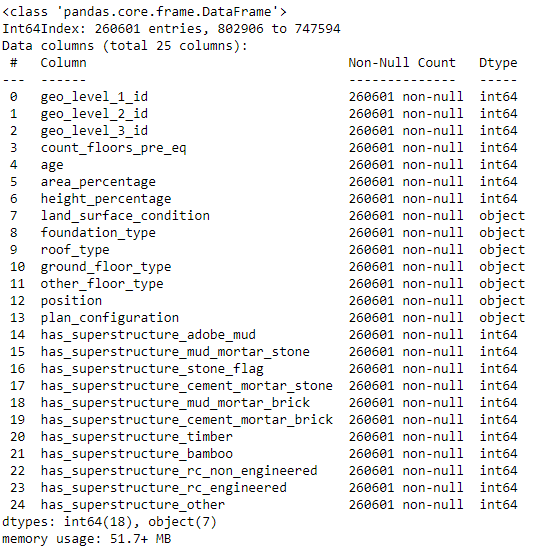 <class 'pandas.core.frame.DataFrame'>
Int64Index: 260601 entries, 802906 to 747594
Data columns (total 25 columns):
 #   Column                                  Non-Null Count   Dtype
---  ------                                  --------------   -----
 0   geo_level_1_id                          260601 non-null  int64
 1   geo_level_2_id                          260601 non-null  int64
 2   geo_level_3_id                          260601 non-null  int64
 3   count_floors_pre_eq                     260601 non-null  int64
 4   age                                     260601 non-null  int64
 5   area_percentage                         260601 non-null  int64
 6   height_percentage                       260601 non-null  int64
 7   land_surface_condition                  260601 non-null  object
 8   foundation_type                         260601 non-null  object
 9   roof_type                               260601 non-null  object
 10  ground_floor_type                       260601 non-null  object
 11  other_floor_type                        260601 non-null  object
 12  position                                260601 non-null  object
 13  plan_configuration                      260601 non-null  object
 14  has_superstructure_adobe_mud            260601 non-null  int64
 15  has_superstructure_mud_mortar_stone     260601 non-null  int64
 16  has_superstructure_stone_flag           260601 non-null  int64
 17  has_superstructure_cement_mortar_stone  260601 non-null  int64
 18  has_superstructure_mud_mortar_brick     260601 non-null  int64
 19  has_superstructure_cement_mortar_brick  260601 non-null  int64
 20  has_superstructure_timber               260601 non-null  int64
 21  has_superstructure_bamboo               260601 non-null  int64
 22  has_superstructure_rc_non_engineered    260601 non-null  int64
 23  has_superstructure_rc_engineered        260601 non-null  int64
 24  has_superstructure_other                260601 non-null  int64
dtypes: int64(18), object(7)
memory usage: 51.7+ MB